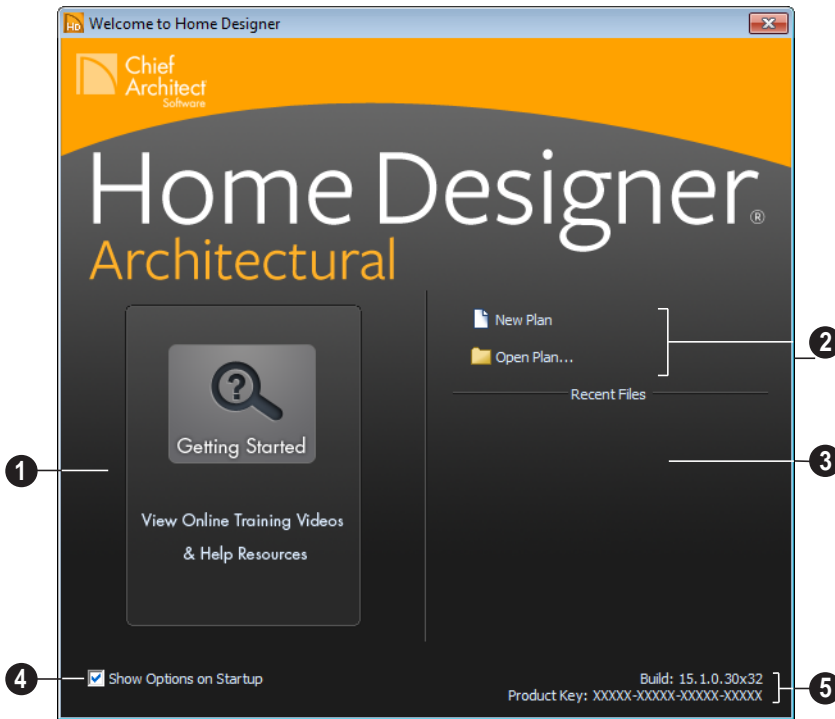 HD Welcome to Home Designer
Chief
Architect
Software
Home Designer®
Architectural
New Plan
Open Plan...
2
Recent Files
Getting Started
1
3
View Online Training Videos
& Help Resources
4
Show Options on Startup
Build: 15.1.0.30x32
Product Key: XXXXX-XXXXX-XXXXX-XXXXX
5